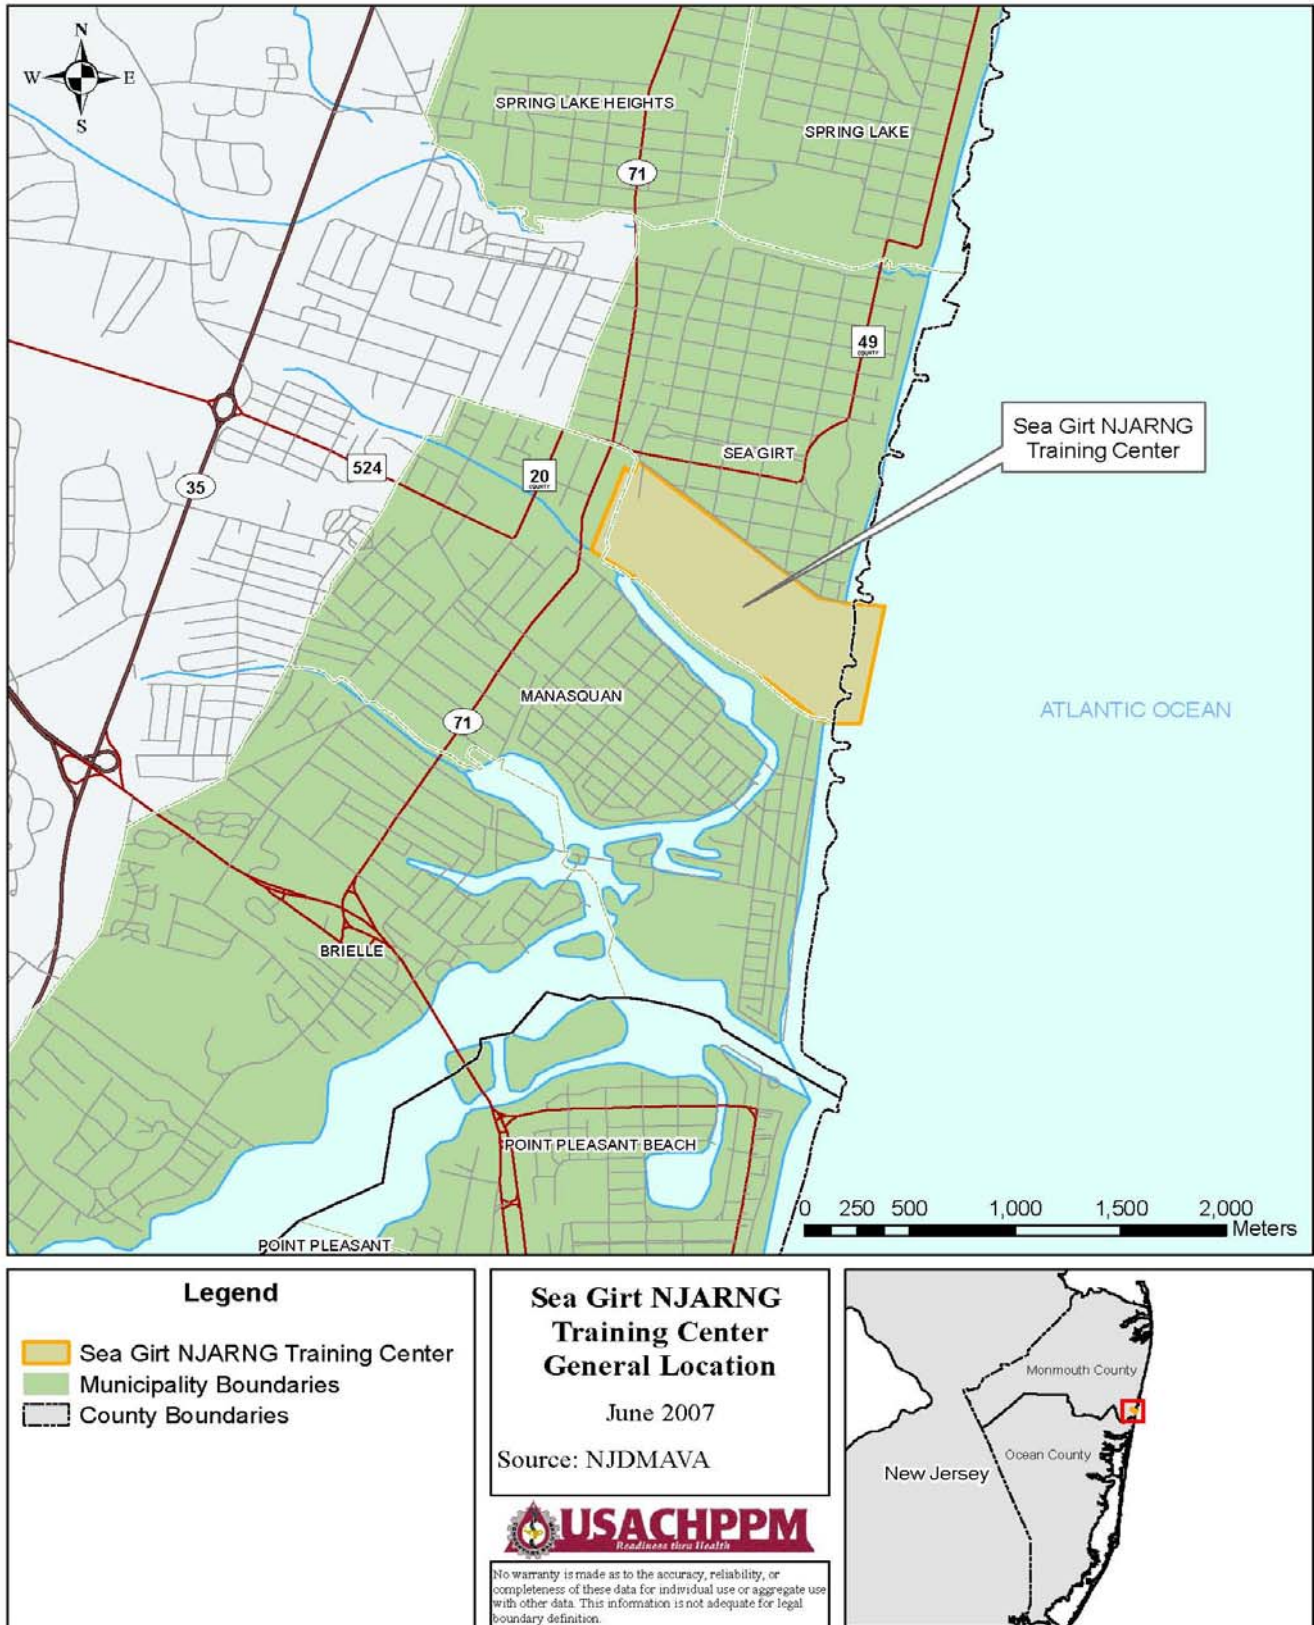 N
W E
S
SPRING LAKE HEIGHTS
SPRING LAKE
71
49
COUNTY
Sea Girt NJARNG
Training Center
SEA GIRT
524
20
COUNTY
35
MANASQUAN
71
ATLANTIC OCEAN
BRIELLE
POINT PLEASANT BEACH
POINT PLEASANT
0 250 500 1,000 1,500 2,000
Meters
Legend
Sea Girt NJARNG Training Center
Municipality Boundaries
County Boundaries
Sea Girt NJARNG
Training Center
General Location
June 2007
Source: NJDMAVA
USACHPPM
Readiness thru Health
No warranty is made as to the accuracy, reliability, or
completeness of these data for individual use or aggregate use
with other data. This information is not adequate for legal
boundary definition.
Monmouth County
Ocean County
New Jersey